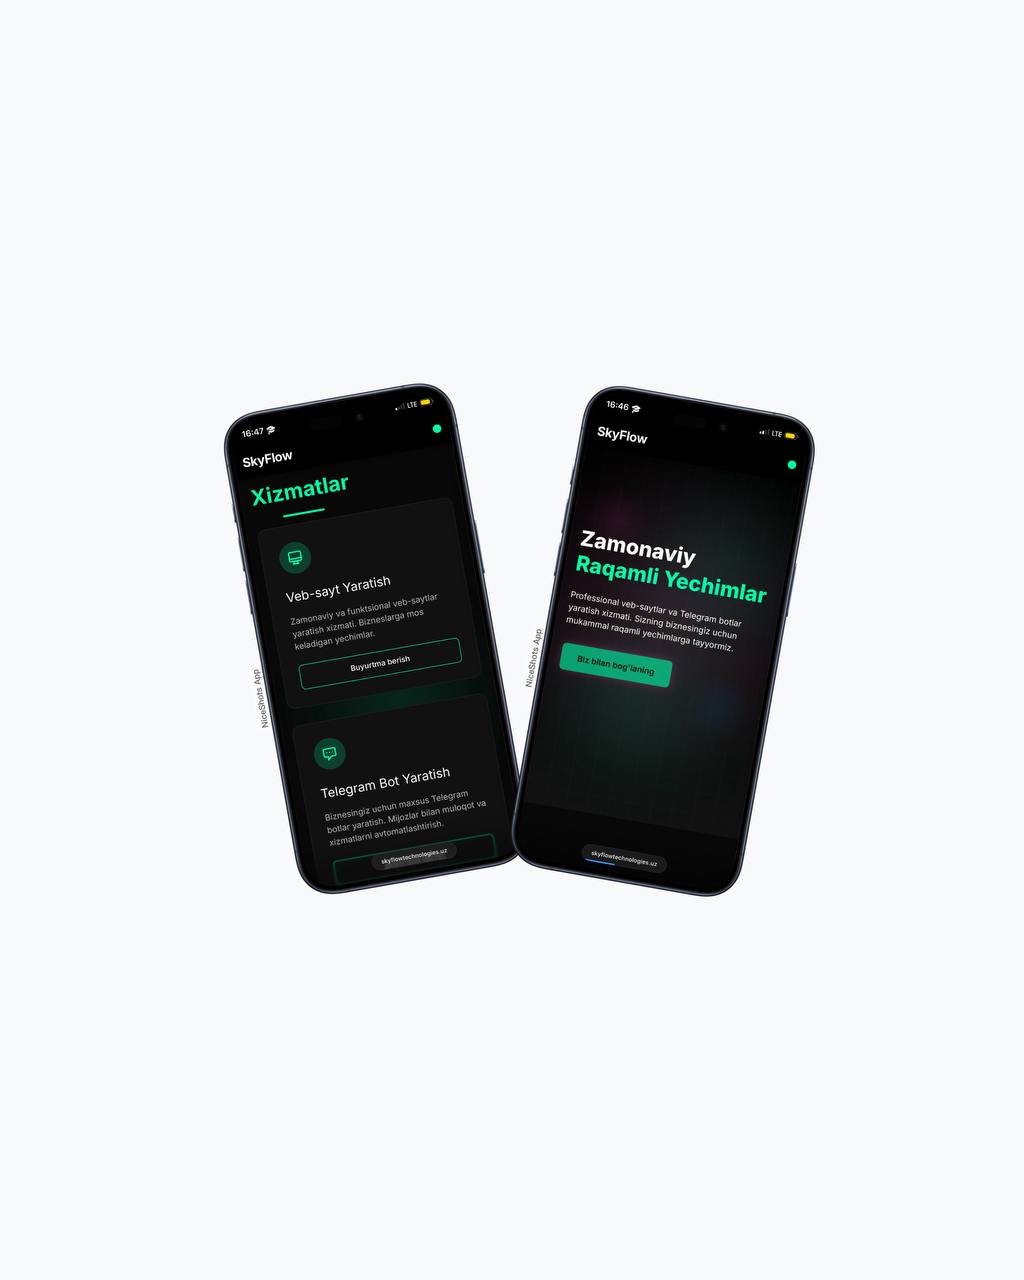 16:47
LTE
SkyFlow
Xizmatlar
Veb-sayt Yaratish
Zamonaviy va funktsional veb-saytlar
yaratish xizmati. Bizneslarga mos
keladigan yechimlar.
Buyurtma berish
Telegram Bot Yaratish
Biznesingiz uchun maxsus Telegram
botlar yaratish. Mijozlar bilan muloqot va
xizmatlarni avtomatlashtirish.
skyflowtechnologies.uz
NiceShots App
16:46
LTE
SkyFlow
Zamonaviy
Raqamli Yechimlar
Professional veb-saytlar va Telegram botlar
yaratish xizmati. Sizning biznesingiz uchun
mukammal raqamli yechimlarga tayyormiz.
Biz bilan bog'laning
skyflowtechnologies.uz
NiceShots App